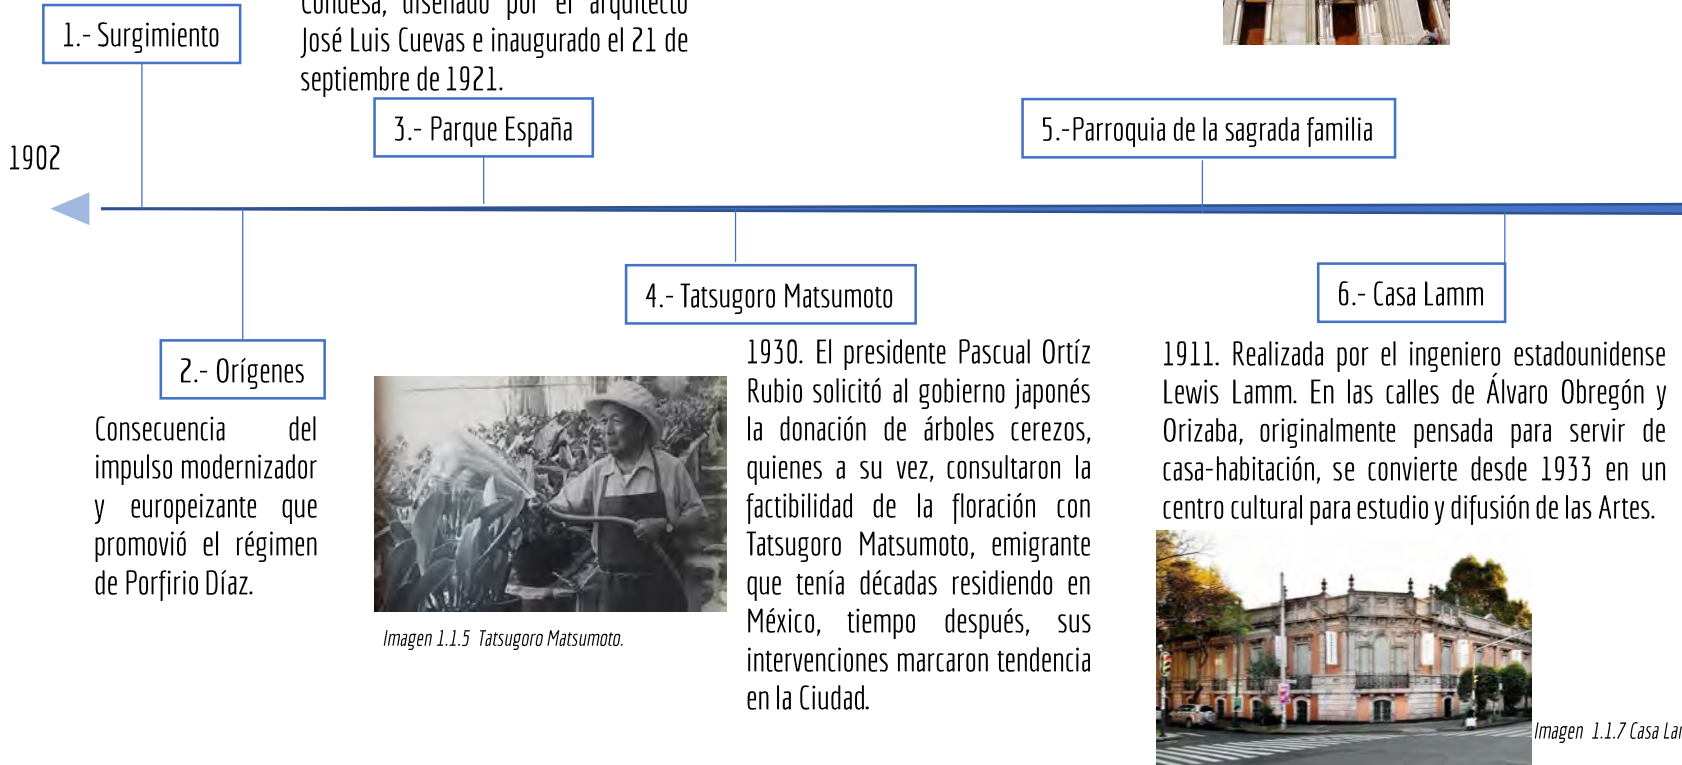 Condesa, diseñado por el arquitecto
José Luis Cuevas e inaugurado el 21 de
septiembre de 1921.
1.- Surgimiento
3.- Parque España
5.-Parroquia de la sagrada familia
1902
4.- Tatsugoro Matsumoto
6.- Casa Lamm
2.- Orígenes
Consecuencia del
impulso modernizador
y europeizante que
promovió el régimen
de Porfirio Díaz.
Imagen 1.1.5 Tatsugoro Matsumoto.
1930. El presidente Pascual Ortíz
Rubio solicitó al gobierno japonés
la donación de árboles cerezos,
quienes a su vez, consultaron la
factibilidad de la floración con
Tatsugoro Matsumoto, emigrante
que tenía décadas residiendo en
México, tiempo después, sus
intervenciones marcaron tendencia
en la Ciudad.
1911. Realizada por el ingeniero estadounidense
Lewis Lamm. En las calles de Álvaro Obregón y
Orizaba, originalmente pensada para servir de
casa-habitación, se convierte desde 1933 en un
centro cultural para estudio y difusión de las Artes.
Imagen 1.1.7 Casa